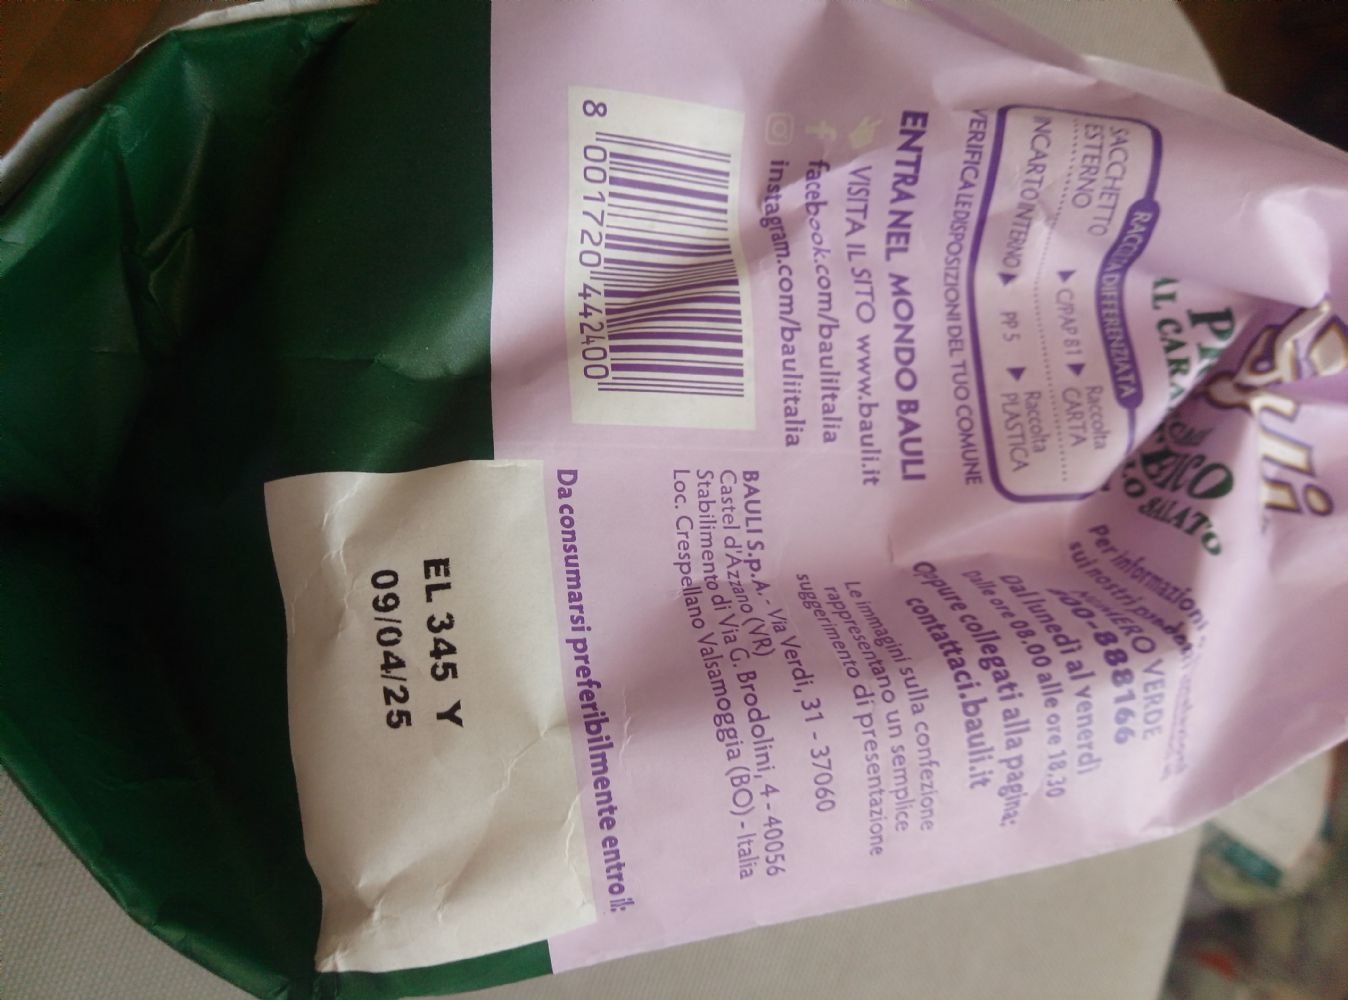 RACCOLTA DIFFERENZIATA
SACCHETTO
ESTERNO
C/PAP 81
Raccolta
CARTA
INCARTO INTERNO
PP 5
Raccolta
PLASTICA
VERIFICA LE DISPOSIZIONI DEL TUO COMUNE
ENTRA NEL MONDO BAULI
VISITA IL SITO www.bauli.it
facebook.com/bauliItalia
instagram.com/bauliitalia
8 001720 442400
AL
SALATO
Per informazioni
sui nostri
NUMERO VERDE
888166
Dal lunedì al venerdì
Dalle ore 08.00 alle ore 18.30
Oppure collegati alla pagina:
contattaci.bauli.it
Le immagini sulla confezione
rappresentano un semplice
suggerimento di presentazione
BAULI S.p.A. - Via Verdi, 31 - 37060
Castel d'Azzano (VR)
Stabilimento di Via G. Brodolini, 4 - 40056
Loc. Crespellano Valsamoggia (BO) - Italia
Da consumarsi preferibilmente entro il:
EL 345 Y
09/04/25